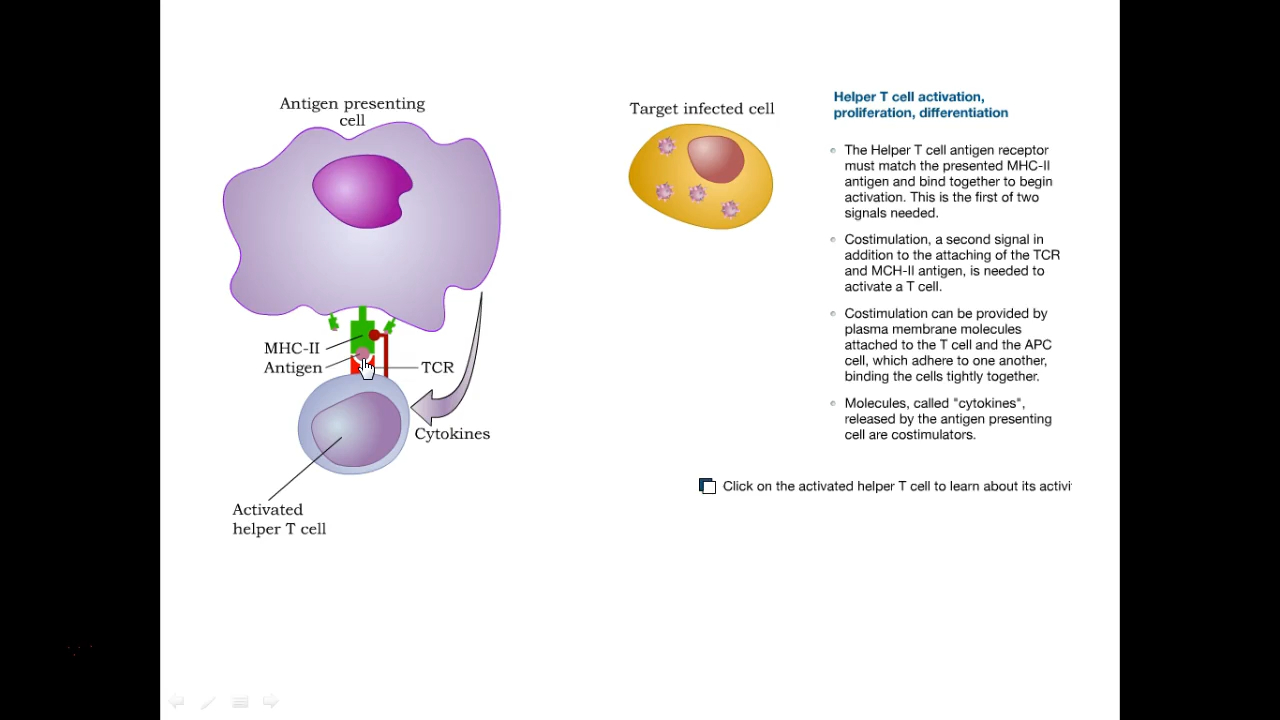 Antigen presenting
cell
Target infected cell
MHC-II
Antigen
TCR
Cytokines
Activated
helper T cell
Helper T cell activation,
proliferation, differentiation
The Helper T cell antigen receptor
must match the presented MHC-II
antigen and bind together to begin
activation. This is the first of two
signals needed.
Costimulation, a second signal in
addition to the attaching of the TCR
and MCH-II antigen, is needed to
activate a T cell.
Costimulation can be provided by
plasma membrane molecules
attached to the T cell and the APC
cell, which adhere to one another,
binding the cells tightly together.
Molecules, called "cytokines",
released by the antigen presenting
cell are costimulators.
Click on the activated helper T cell to learn about its activi